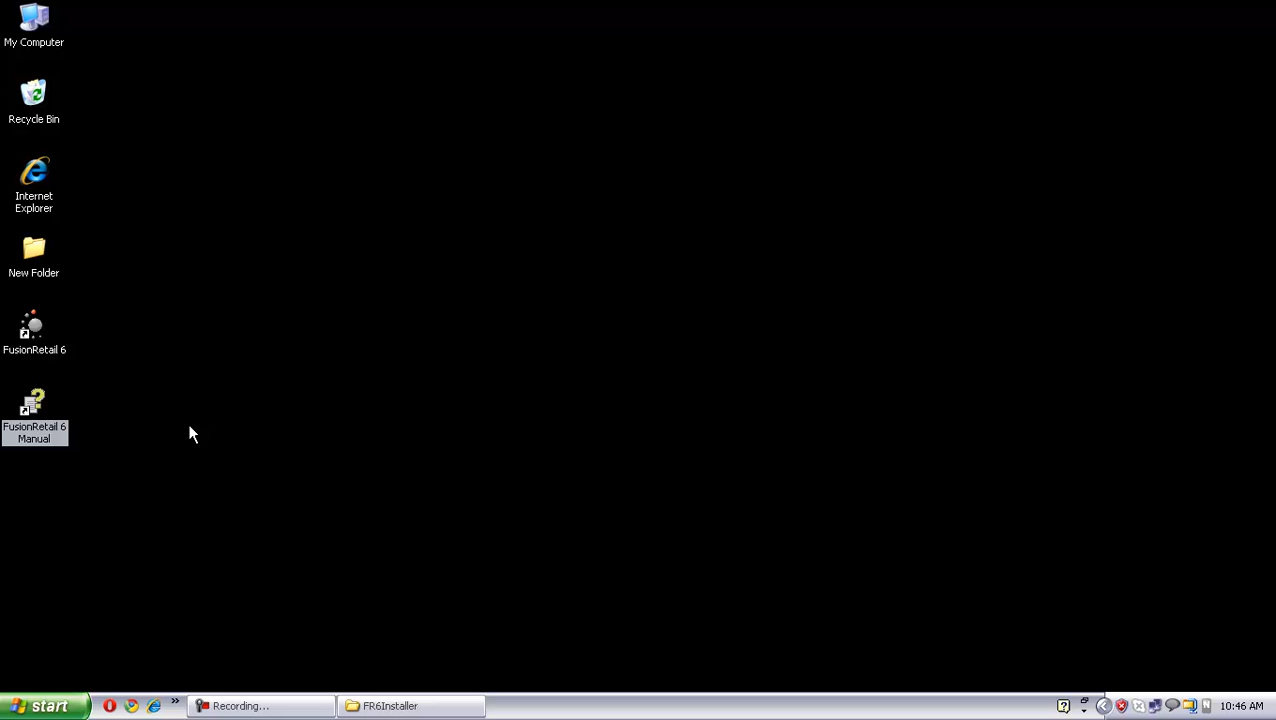 My Computer
Recycle Bin
Internet
Explorer
New Folder
FusionRetail 6
FusionRetail 6
Manual
start
Recording...
FR6Installer
10:46 AM